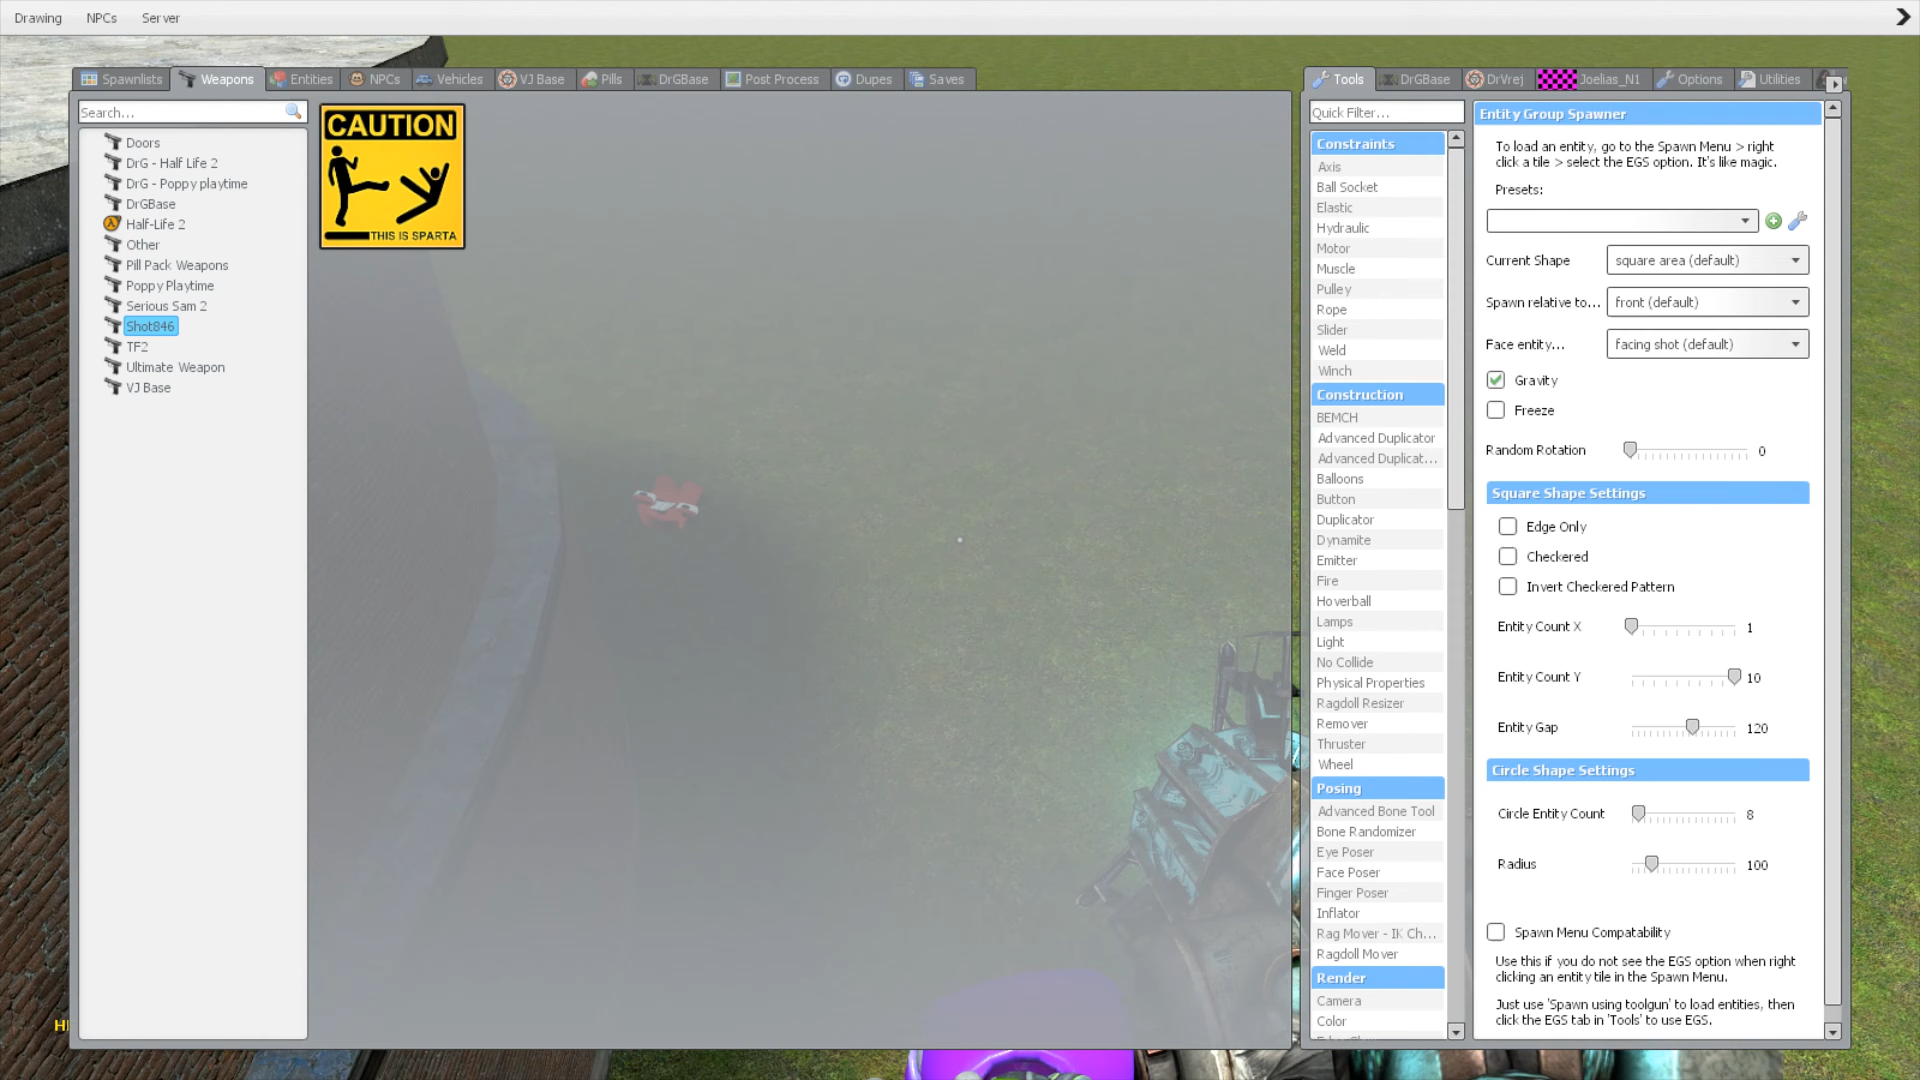 Drawing NPCs Server
Spawnlists Weapons Entities NPCs Vehicles VJ Base Pills DrGBase Post Process Dupes Saves
Search...
Doors
DrG - Half Life 2
DrG - Poppy playtime
DrGBase
Half-Life 2
Other
Pill Pack Weapons
Poppy Playtime
Serious Sam 2
Shot846
TF2
Ultimate Weapon
VJ Base
CAUTION
THIS IS SPARTA
Tools DrGBase DrVrej Joelias_N1 Options Utilities
Quick Filter...
Constraints
Axis
Ball Socket
Elastic
Hydraulic
Motor
Muscle
Pulley
Rope
Slider
Weld
Winch
Construction
BEMCH
Advanced Duplicator
Advanced Duplicat...
Balloons
Button
Duplicator
Dynamite
Emitter
Fire
Hoverball
Lamps
Light
No Collide
Physical Properties
Ragdoll Resizer
Remover
Thruster
Wheel
Posing
Advanced Bone Tool
Bone Randomizer
Eye Poser
Face Poser
Finger Poser
Inflator
Rag Mover - IK Ch...
Ragdoll Mover
Render
Camera
Color
Entity Group Spawner
To load an entity, go to the Spawn Menu > right
click a tile > select the EGS option. It's like magic.
Presets:
Current Shape square area (default)
Spawn relative to... front (default)
Face entity... facing shot (default)
Gravity
Freeze
Random Rotation 0
Square Shape Settings
Edge Only
Checkered
Invert Checkered Pattern
Entity Count X 1
Entity Count Y 10
Entity Gap 120
Circle Shape Settings
Circle Entity Count 8
Radius 100
Spawn Menu Compatability
Use this if you do not see the EGS option when right
clicking an entity tile in the Spawn Menu.
Just use 'Spawn using toolgun' to load entities, then
click the EGS tab in 'Tools' to use EGS.